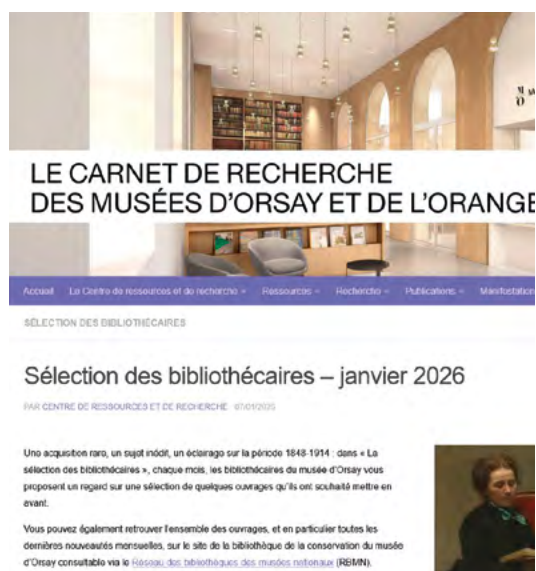 LE CARNET DE RECHERCHE
DES MUSÉES D'ORSAY ET DE L'ORANGE
Accueil Le Centre de ressources et de recherche Ressources Recherche Publications Manifestation
SÉLECTION DES BIBLIOTHÉCAIRES
Sélection des bibliothécaires – janvier 2026
PAR CENTRE DE RESSOURCES ET DE RECHERCHE
Une acquisition rare, un sujet inédit, un éclairage sur la période 1848-1914 : dans « La
sélection des bibliothécaires », chaque mois, les bibliothécaires du musée d'Orsay vous
proposent un regard sur une sélection de quelques ouvrages qu'ils ont souhaité mettre en
avant.
Vous pouvez également retrouver l'ensemble des ouvrages, et en particulier toutes les
dernières nouveautés mensuelles, sur le site de la bibliothèque de la conservation du musée
d'Orsay consultable via le Réseau des bibliothèques des musées nationaux (RBMN).